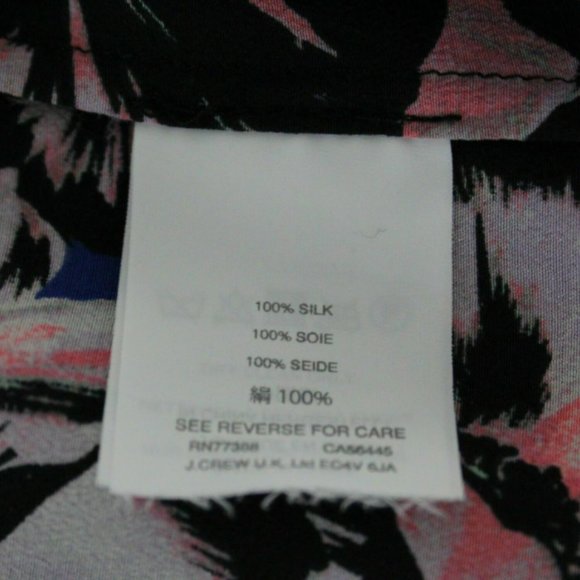 100% SILK
100% SOIE
100% SEIDE
絹 100%
SEE REVERSE FOR CARE
RN77388 CA56445
J.CREW U.K. Ltd EC4V 6JA